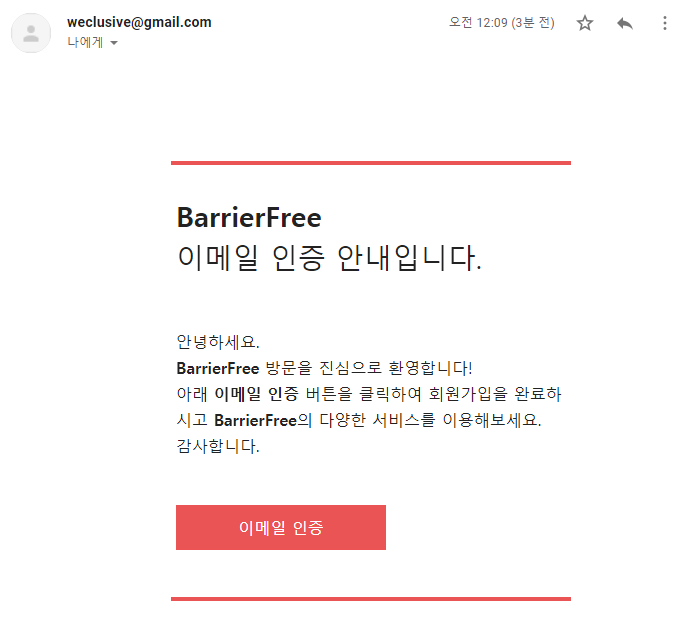 weclusive@gmail.com
오전 12:09 (3분 전)
나에게
BarrierFree
이메일 인증 안내입니다.
안녕하세요.
BarrierFree 방문을 진심으로 환영합니다!
아래 이메일 인증 버튼을 클릭하여 회원가입을 완료하
시고 BarrierFree의 다양한 서비스를 이용해보세요.
감사합니다.
이메일 인증